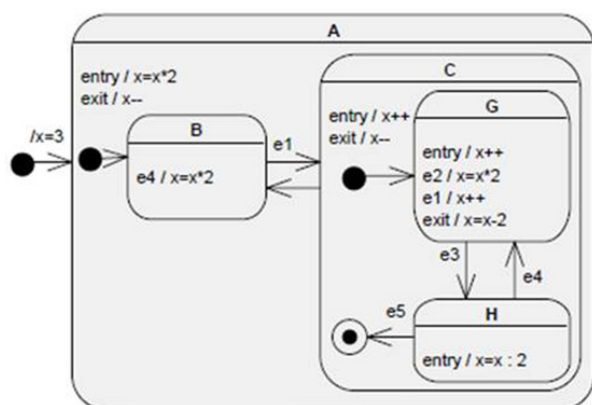 A
entry / x=x*2
exit / x--
/x=3
B
e4 / x=x*2
e1
C
entry / x++
exit / x--
G
entry / x++
e2 / x=x*2
e1 / x++
exit / x=x-2
e3
e4
e5
H
entry / x=x : 2